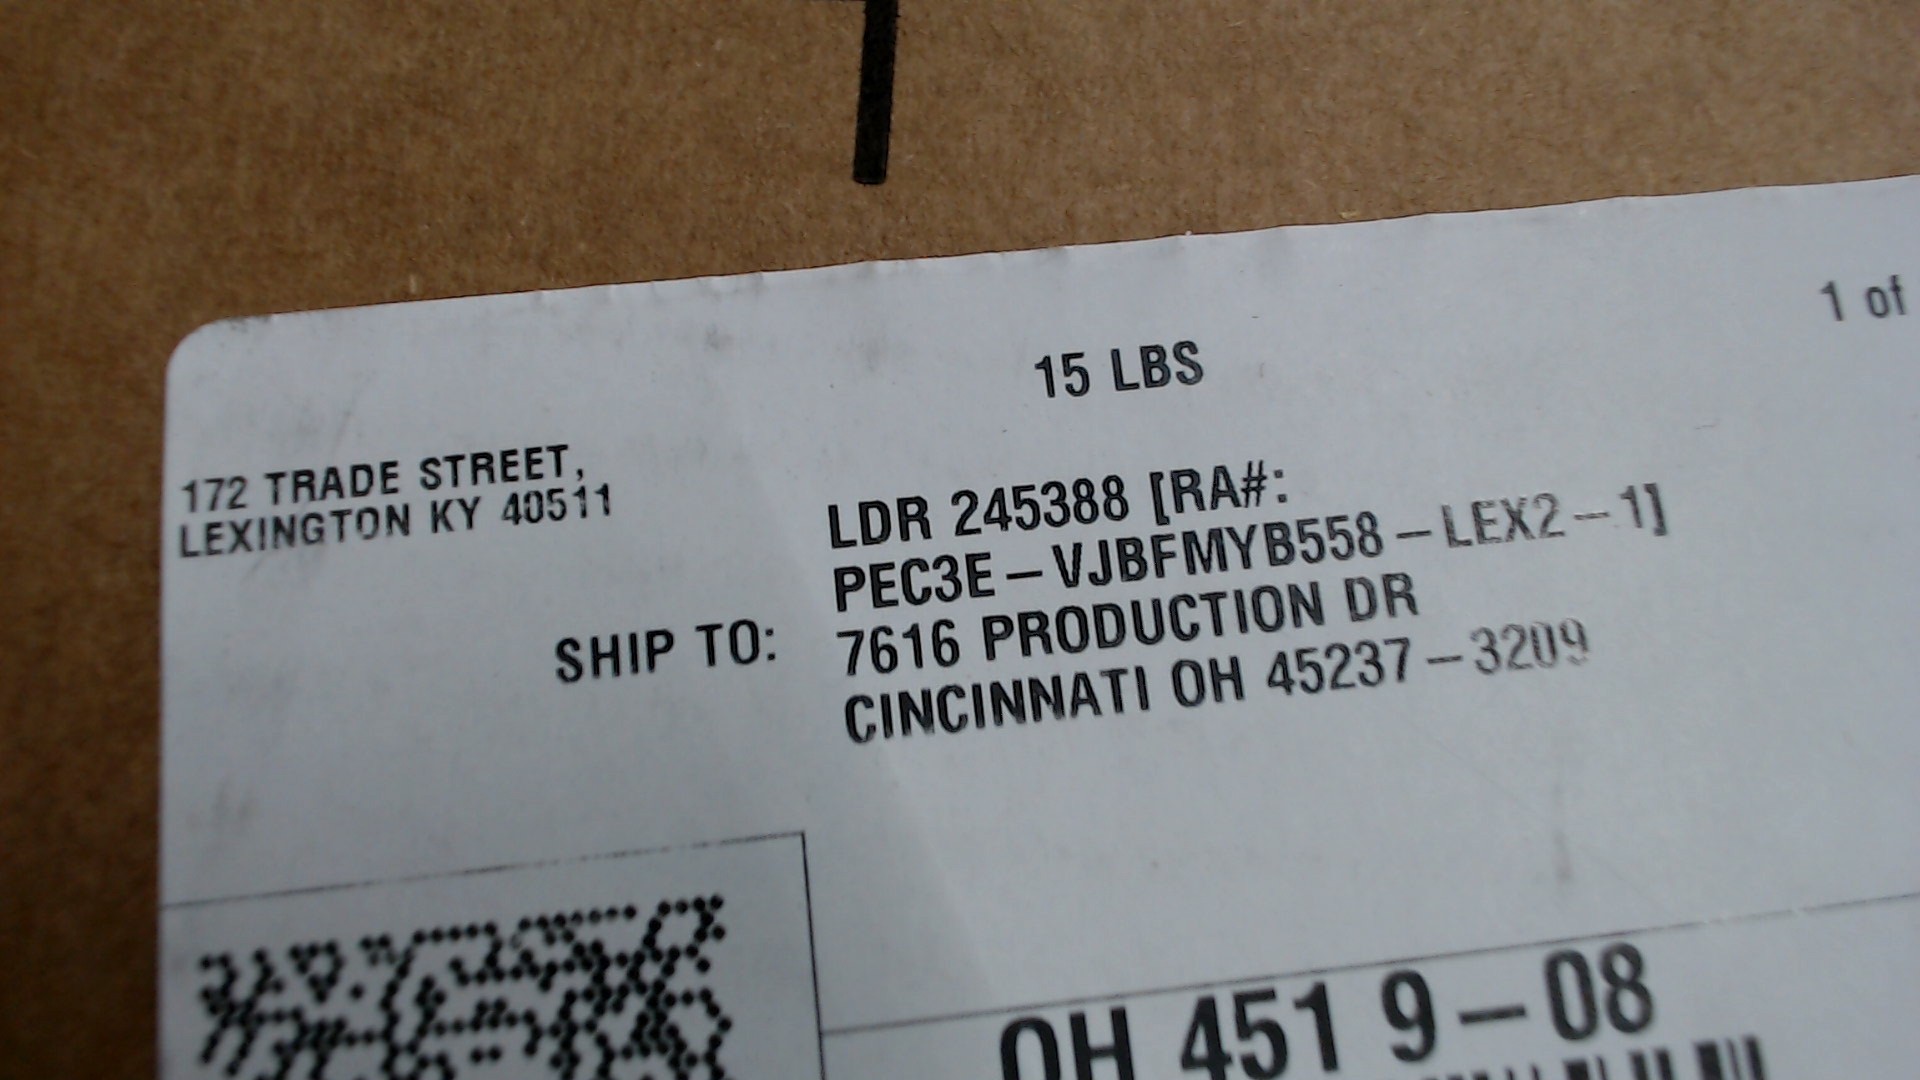 1 of
15 LBS
172 TRADE STREET,
LEXINGTON KY 40511
LDR 245388 [RA#:
PEC3E-VJBFMYB558-LEX2-1]
SHIP TO: 7616 PRODUCTION DR
CINCINNATI OH 45237-3209
OH 451 9-08